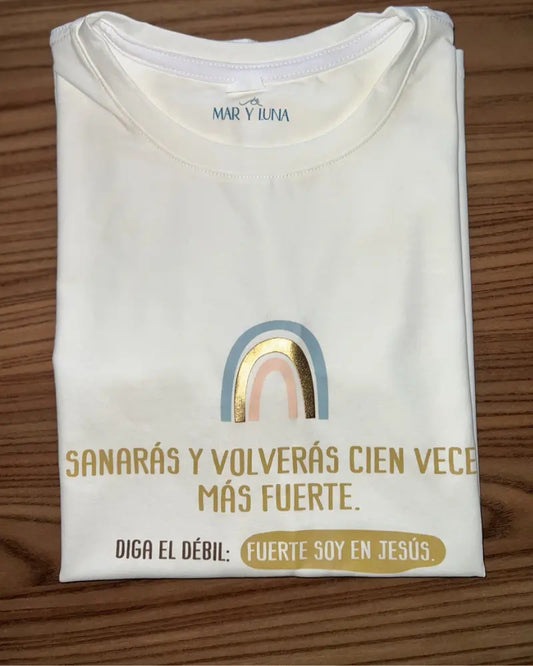 MAR Y LUNA
SANARÁS Y VOLVERÁS CIEN VECE
MÁS FUERTE.
DIGA EL DÉBIL: FUERTE SOY EN JESÚS.